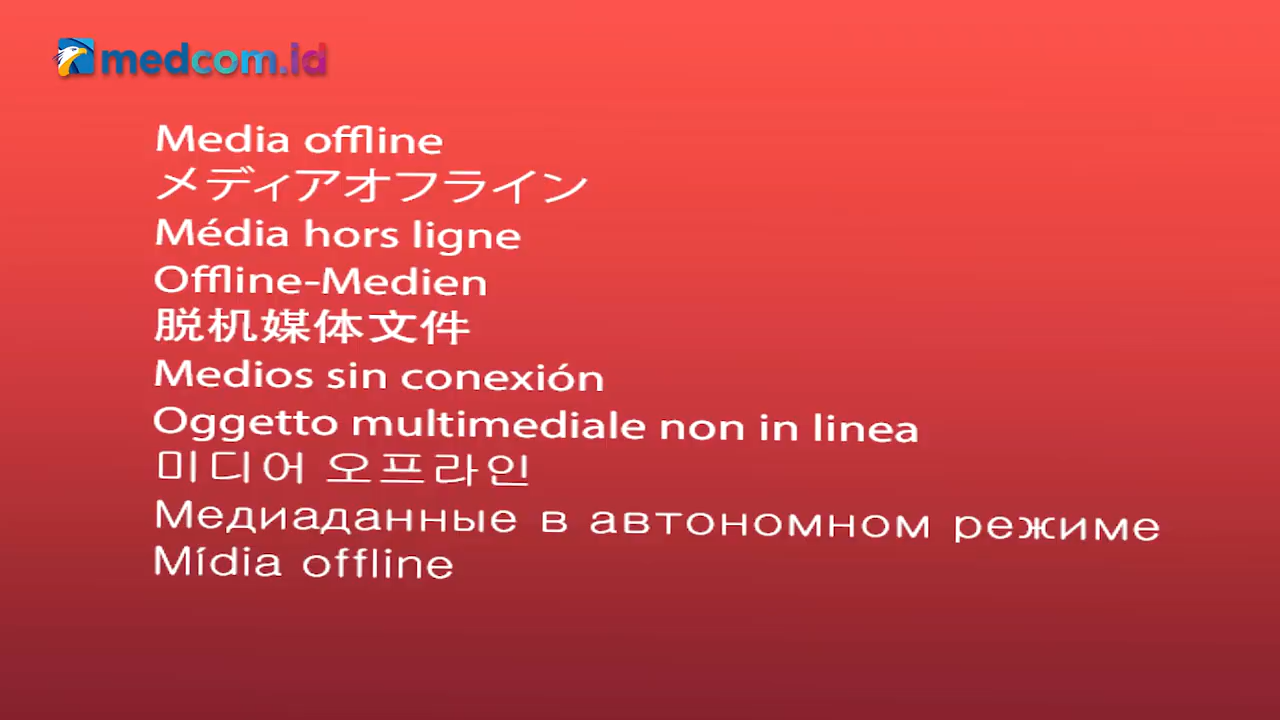 medcom.id
Media offline
メディアオフライン
Média hors ligne
Offline-Medien
脱机媒体文件
Medios sin conexión
Oggetto multimediale non in linea
미디어 오프라인
Медиаданные в автономном режиме
Mídia offline